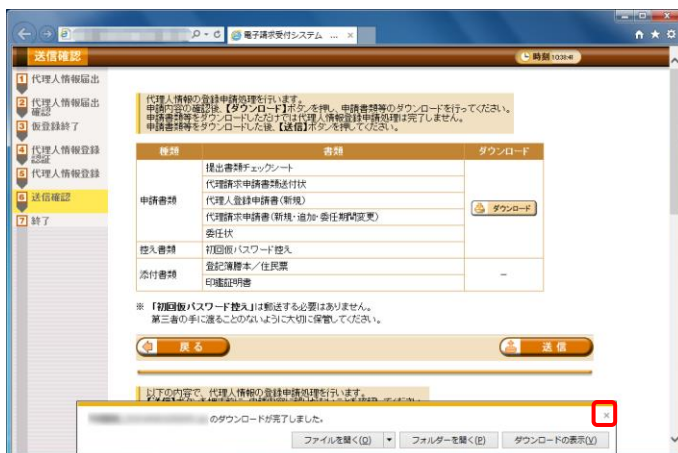 電子請求受付システム ...
送信確認
時刻 10:38:41
1 代理人情報届出
2 代理人情報届出
確認
3 仮登録終了
4 代理人情報登録
認証
5 代理人情報登録
6 送信確認
7 終了
代理人情報の登録申請処理を行います。
申請内容の確認後、【ダウンロード】ボタンを押し、申請書類等のダウンロードを行ってください。
申請書類等をダウンロードしただけでは代理人情報登録申請処理は完了しません。
申請書類等をダウンロードした後、【送信】ボタンを押してください。
種類 書類 ダウンロード
提出書類チェックシート
代理請求申請書類送付状
申請書類 代理人登録申請書(新規)
代理請求申請書(新規・追加・委任期間変更)
委任状
ダウンロード
控え書類 初回仮パスワード控え
添付書類 登記簿謄本/住民票
印鑑証明書
－
※ 「初回仮パスワード控え」は郵送する必要はありません。
第三者の手に渡ることのないように大切に保管してください。
戻る
送信
以下の内容で、代理人情報の登録申請処理を行います。
のダウンロードが完了しました。
ファイルを開く(O) フォルダーを開く(P) ダウンロードの表示(V)